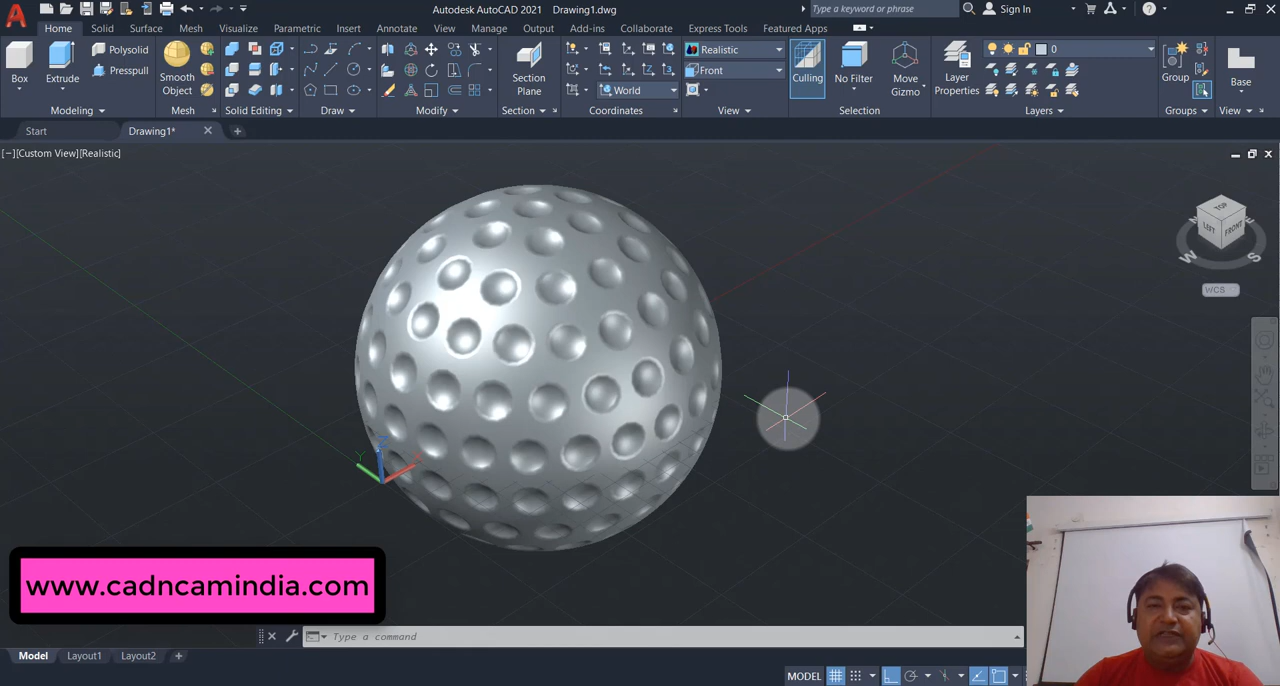 Autodesk AutoCAD 2021 Drawing1.dwg
Type a keyword or phrase
Sign In
Home Solid Surface Mesh Visualize Parametric Insert Annotate View Manage Output Add-ins Collaborate Express Tools Featured Apps
Box
Extrude
Polysolid
Presspull
Smooth
Object
Section
Plane
World
Realistic
Front
Culling
No Filter
Move
Gizmo
Layer
Properties
0
Group
Base
Modeling Mesh Solid Editing Draw Modify Section Coordinates View Selection Layers Groups View
Start
Drawing1*
[−][Custom View][Realistic]
TOP
LEFT
FRONT
W
S
WCS
Y
X
Z
www.cadncamindia.com
Type a command
Model Layout1 Layout2
MODEL